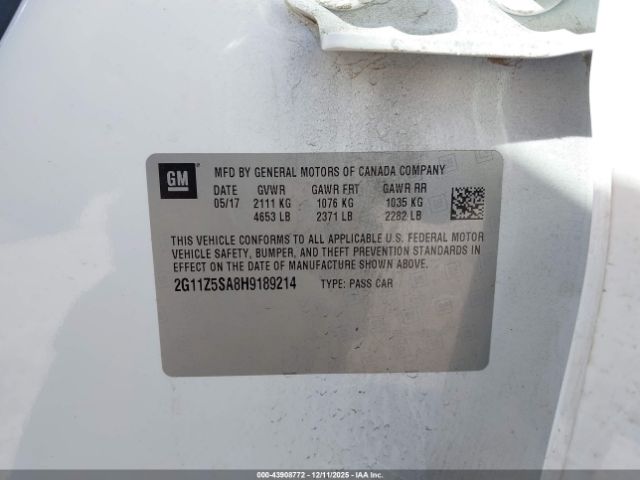 GM
MFD BY GENERAL MOTORS OF CANADA COMPANY
DATE GVWR GAWR FRT GAWR RR
05/17 2111 KG 1076 KG 1035 KG
4653 LB 2371 LB 2282 LB
THIS VEHICLE CONFORMS TO ALL APPLICABLE U.S. FEDERAL MOTOR
VEHICLE SAFETY, BUMPER, AND THEFT PREVENTION STANDARDS IN
EFFECT ON THE DATE OF MANUFACTURE SHOWN ABOVE.
2G11Z5SA8H9189214 TYPE: PASS CAR
000-43908772 - 12/11/2025 - IAAI.COM